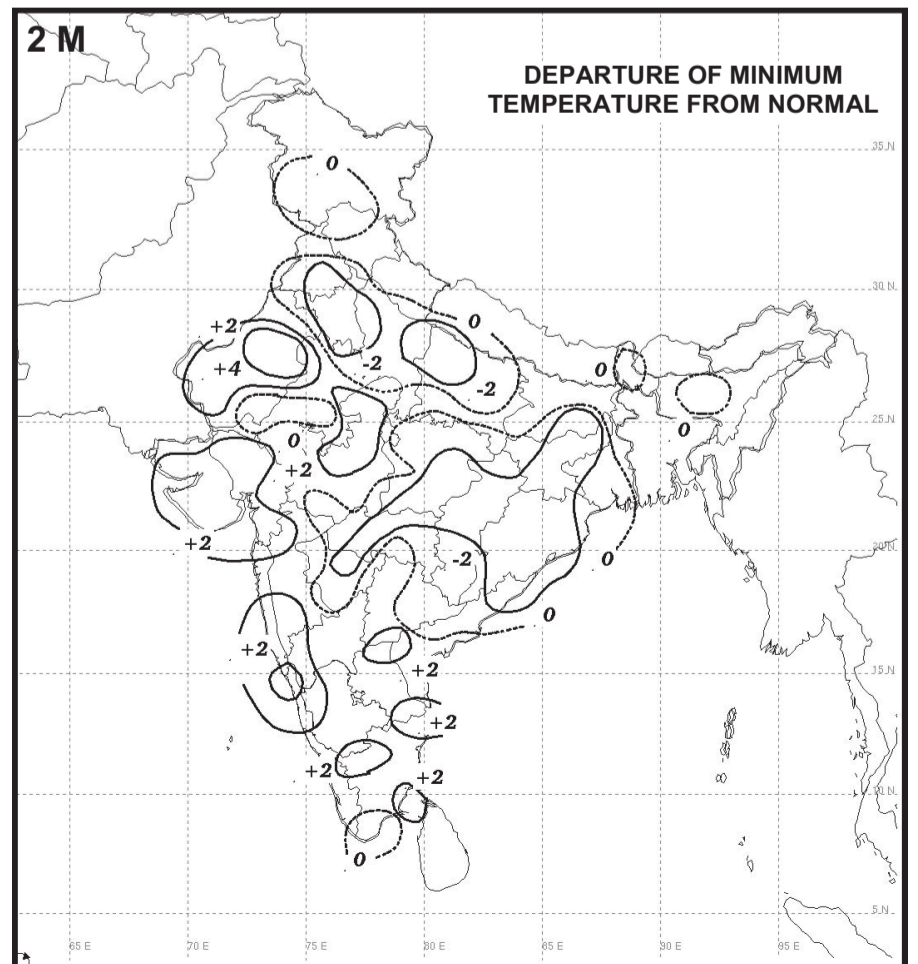 2 M
DEPARTURE OF MINIMUM
TEMPERATURE FROM NORMAL
35 N
0
30 N
+2
0
-2
+4
0
-2
25 N
0
0
+2
+2
20 N
-2
0
0
+2
+2
15 N
+2
+2
+2
10 N
0
5 N
65 E
70 E
75 E
80 E
85 E
90 E
95 E